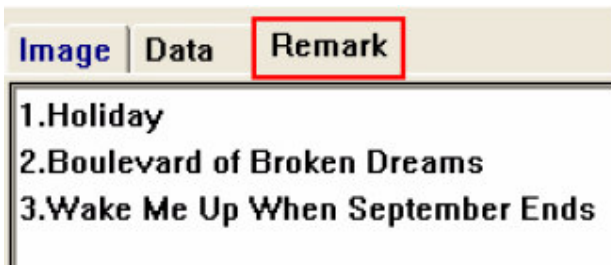 Image Data Remark
1.Holiday
2.Boulevard of Broken Dreams
3.Wake Me Up When September Ends